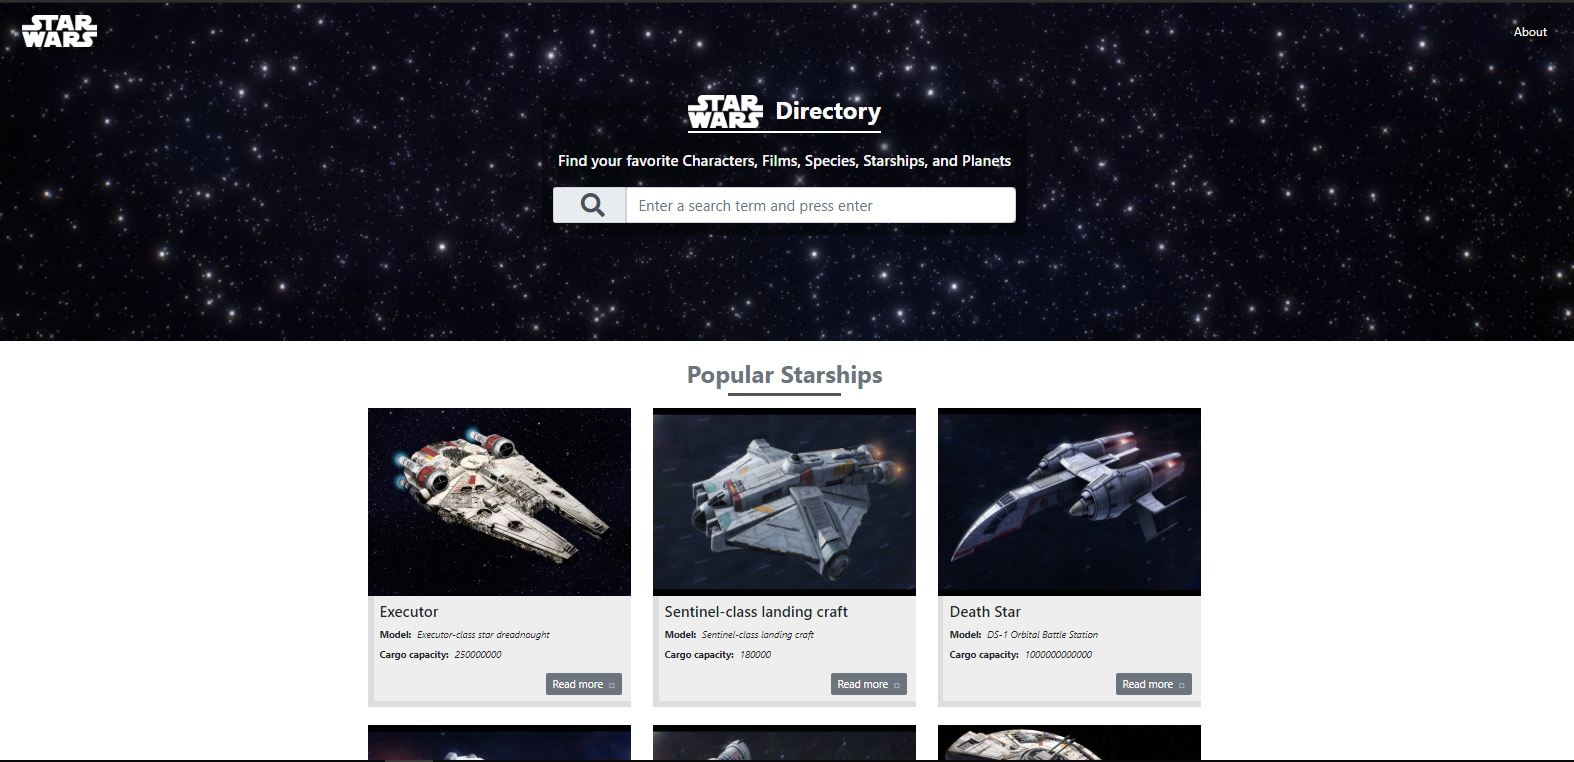 STAR
WARS
About
STAR
WARS Directory
Find your favorite Characters, Films, Species, Starships, and Planets
Enter a search term and press enter
Popular Starships
Executor
Model: Executor-class star dreadnought
Cargo capacity: 250000000
Read more
Sentinel-class landing craft
Model: Sentinel-class landing craft
Cargo capacity: 180000
Read more
Death Star
Model: DS-1 Orbital Battle Station
Cargo capacity: 1000000000000
Read more